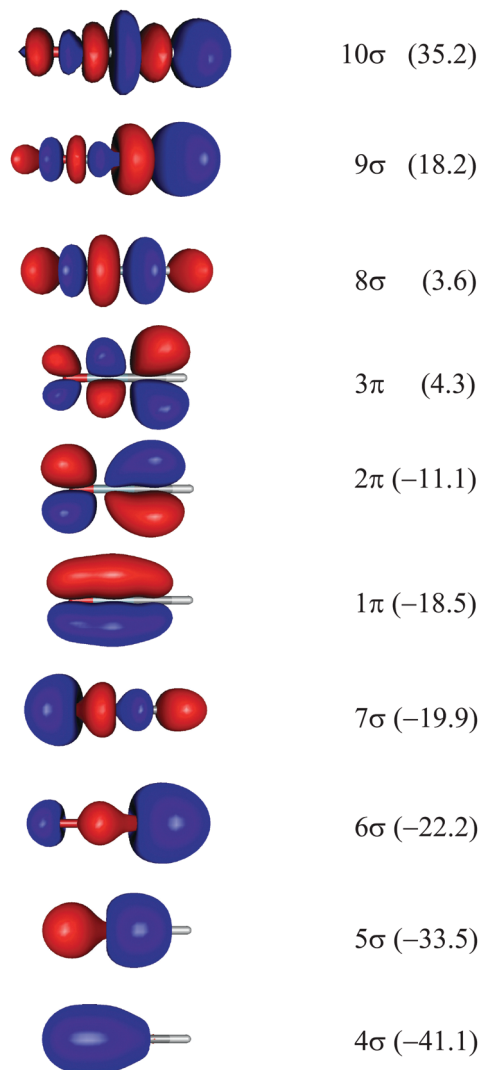 10σ (35.2)
9σ (18.2)
8σ (3.6)
3π (4.3)
2π (−11.1)
1π (−18.5)
7σ (−19.9)
6σ (−22.2)
5σ (−33.5)
4σ (−41.1)